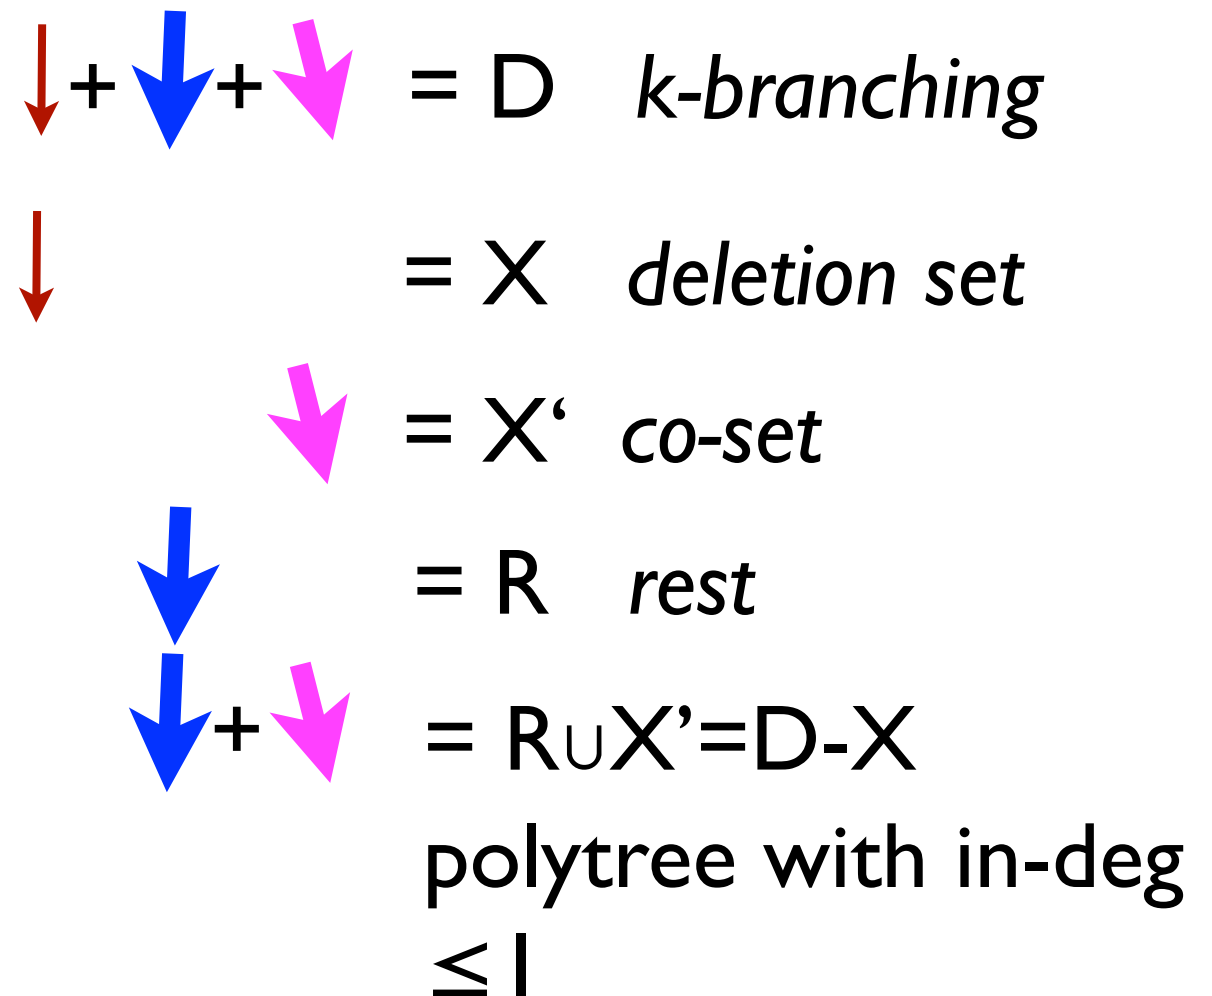 + + = D k-branching
= X deletion set
= X‘ co-set
= R rest
+ = R∪X’=D-X
polytree with in-deg
≤1